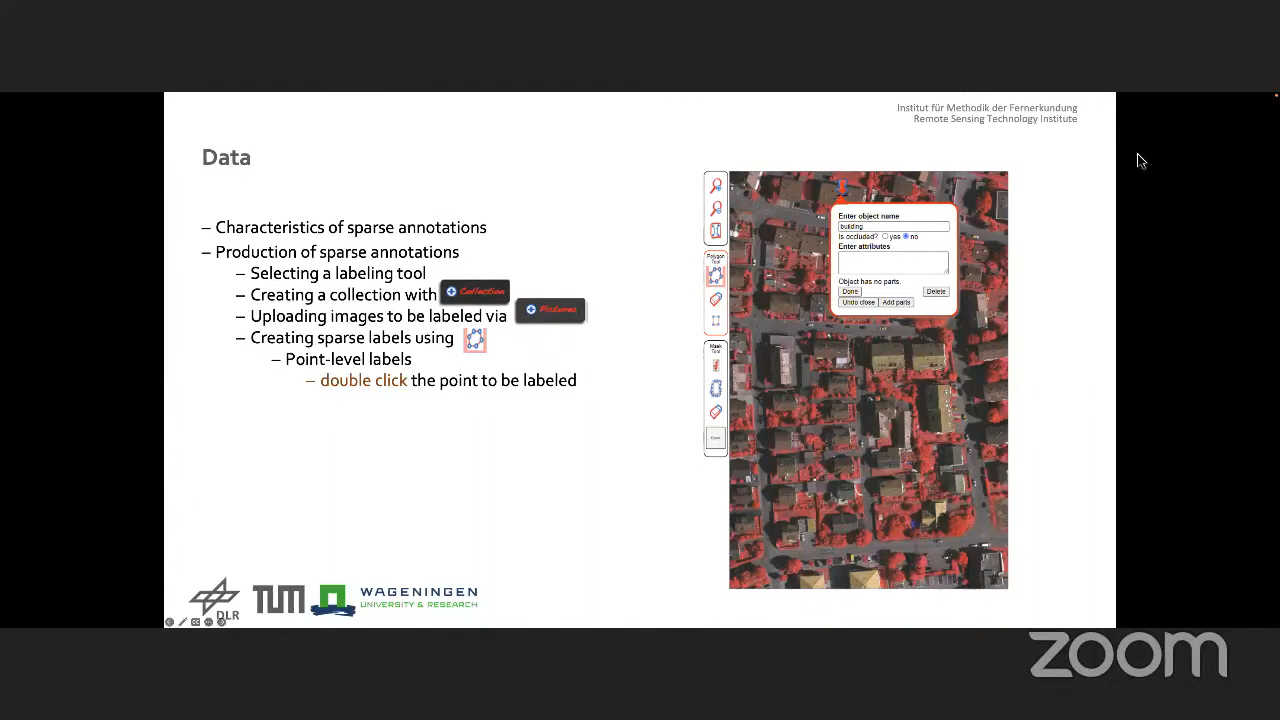 Institut für Methodik der Fernerkundung
Remote Sensing Technology Institute
Data
– Characteristics of sparse annotations
– Production of sparse annotations
– Selecting a labeling tool
– Creating a collection with Collection
– Uploading images to be labeled via Pictures
– Creating sparse labels using
– Point-level labels
– double click the point to be labeled
Polygon
Tool
Mask
Tool
Enter object name
building
Is occluded? yes no
Enter attributes
Object has no parts.
Done Delete
Undo close Add parts
DLR
TUM
WAGENINGEN
UNIVERSITY & RESEARCH
zoom